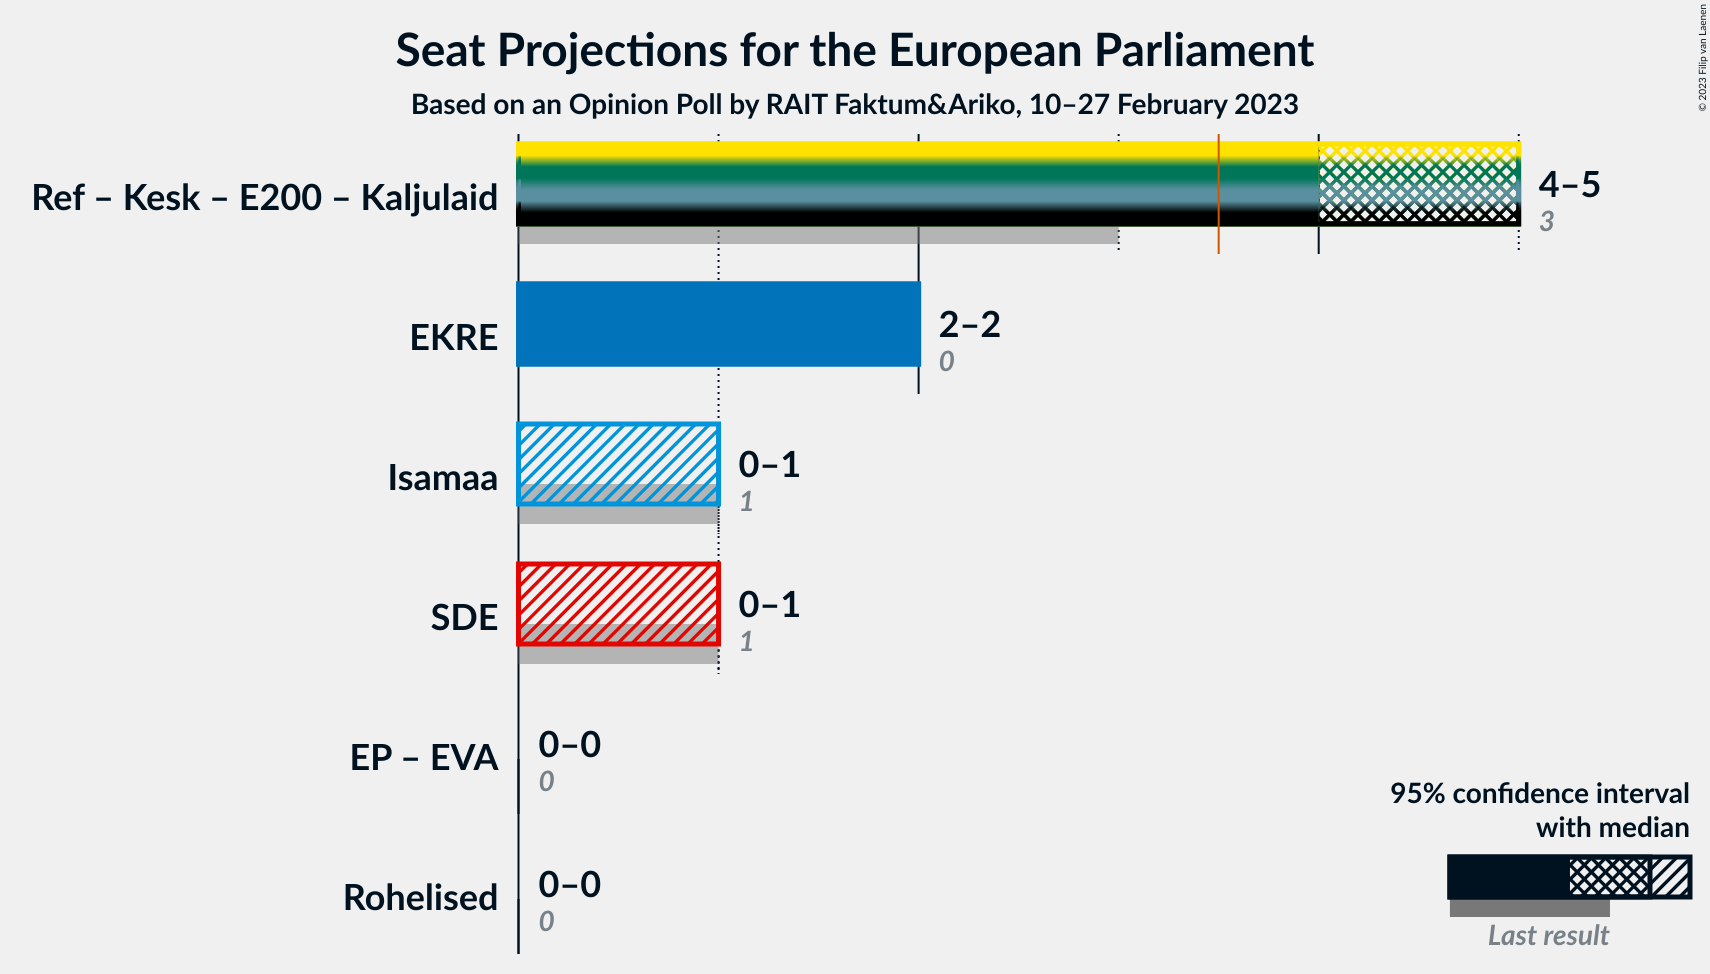 Seat Projections for the European Parliament
Based on an Opinion Poll by RAIT Faktum&Ariko, 10–27 February 2023
© 2023 Filip van Laenen
Ref – Kesk – E200 – Kaljulaid
4–5
3
EKRE
2–2
0
Isamaa
0–1
1
SDE
0–1
1
EP – EVA
0–0
0
Rohelised
0–0
0
95% confidence interval
with median
Last result